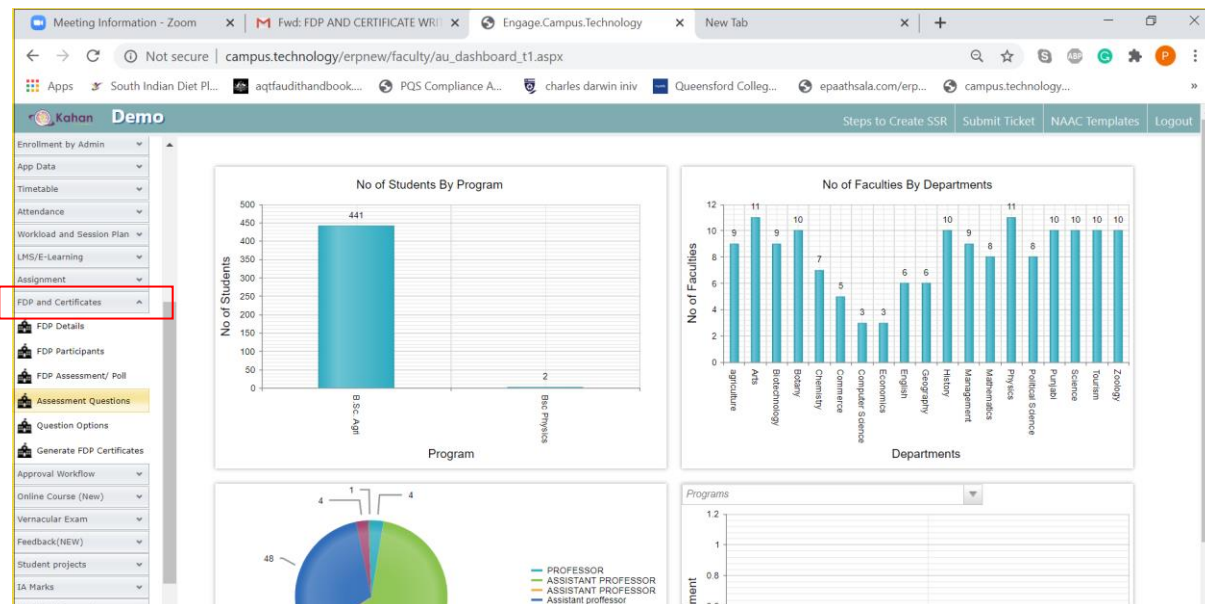 Meeting Information - Zoom
Fwd: FDP AND CERTIFICATE WRI
Engage.Campus.Technology
New Tab
Not secure | campus.technology/erpnew/faculty/au_dashboard_t1.aspx
Apps
South Indian Diet Pl...
aqtfaudithandbook....
PQS Compliance A...
charles darwin iniv
Queensford Colleg...
epaathsala.com/erp...
campus.technology...
»
Kahan Demo
Steps to Create SSR
Submit Ticket
NAAC Templates
Logout
Enrollment by Admin
App Data
Timetable
Attendance
Workload and Session Plan
LMS/E-Learning
Assignment
FDP and Certificates
FDP Details
FDP Participants
FDP Assessment/ Poll
Assessment Questions
Question Options
Generate FDP Certificates
Approval Workflow
Online Course (New)
Vernacular Exam
Feedback(NEW)
Student projects
IA Marks
No of Students By Program
No of Students
500
450
400
350
300
250
200
150
100
50
0
441
2
B.Sc. Agri
Bsc Physics
Program
No of Faculties By Departments
No of Faculties
12
10
8
6
4
2
0
9
11
9
10
7
5
3
3
6
6
10
9
8
11
8
10
10
10
10
agriculture
Arts
Biotechnology
Botany
Chemistry
Commerce
Computer Science
Economics
English
Geography
History
Management
Mathematics
Physics
Political Science
Punjabi
Science
Tourism
Zoology
Departments
4
1
4
48
PROFESSOR
ASSISTANT PROFESSOR
ASSISTANT PROFESSOR
Assistant proffessor
Programs
1.2
1
0.8